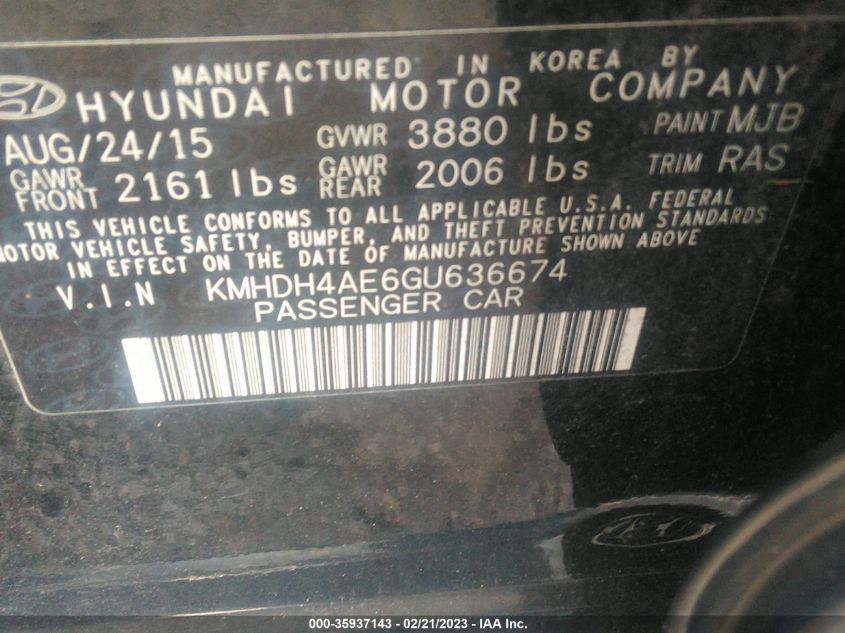 MANUFACTURED IN KOREA BY
HYUNDAI MOTOR COMPANY
AUG/24/15 GVWR 3880 lbs PAINT MJB
GAWR FRONT 2161 lbs GAWR REAR 2006 lbs TRIM RAS
THIS VEHICLE CONFORMS TO ALL APPLICABLE U.S.A. FEDERAL
MOTOR VEHICLE SAFETY, BUMPER, AND THEFT PREVENTION STANDARDS
IN EFFECT ON THE DATE OF MANUFACTURE SHOWN ABOVE
V.I.N KMHDH4AE6GU636674
PASSENGER CAR
000-35937143 - 02/21/2023 - IAA Inc.